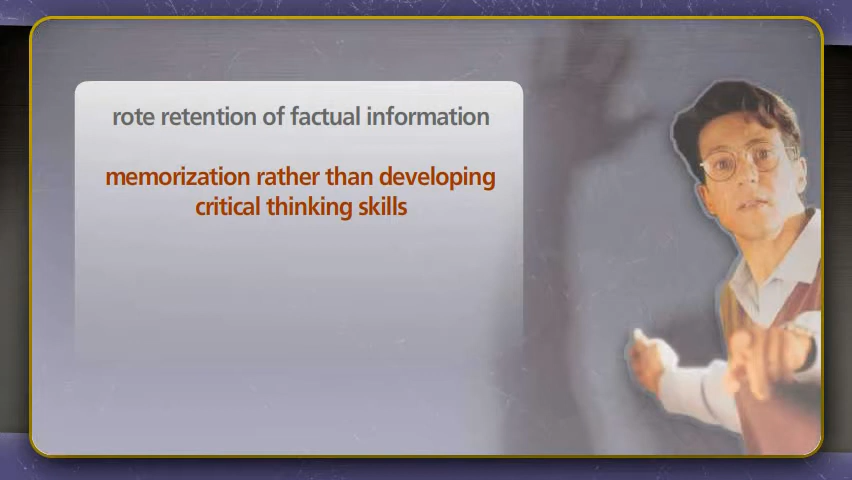 rote retention of factual information
memorization rather than developing
critical thinking skills